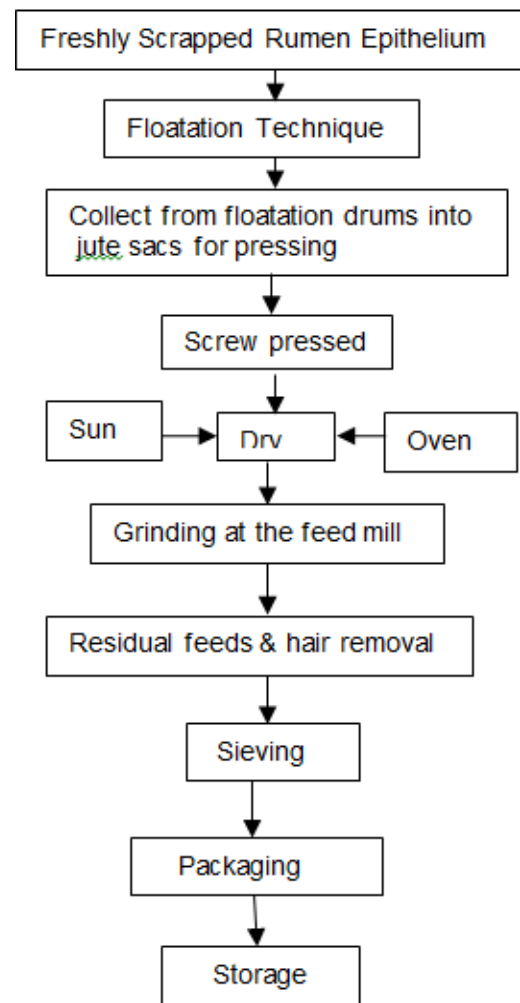 Freshly Scrapped Rumen Epithelium
Floatation Technique
Collect from floatation drums into
jute sacs for pressing
Screw pressed
Sun
Dry
Oven
Grinding at the feed mill
Residual feeds & hair removal
Sieving
Packaging
Storage